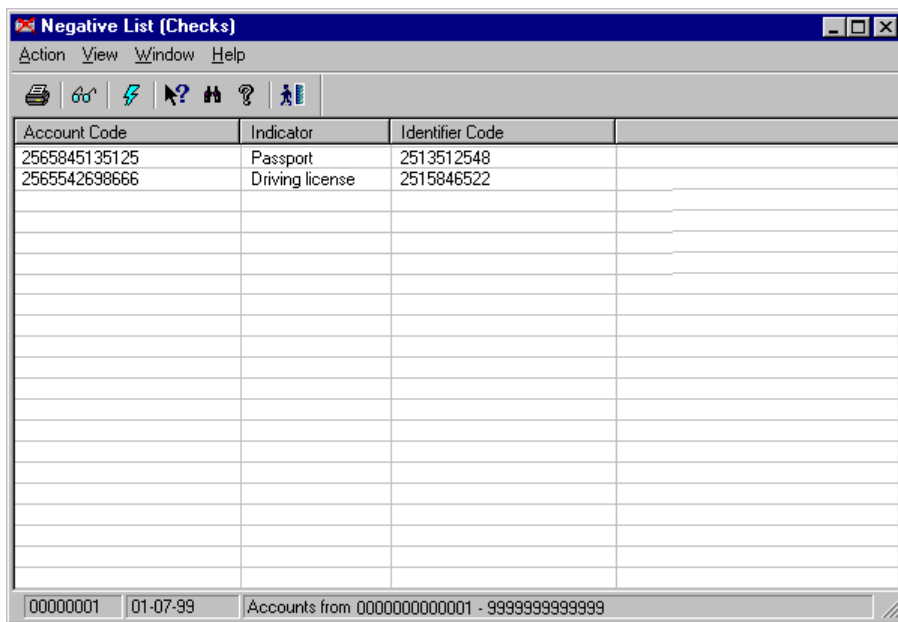 Negative List (Checks)
Action View Window Help
Account Code Indicator Identifier Code
2565845135125 Passport 2513512548
2565542698666 Driving license 2515846522
00000001 01-07-99 Accounts from 0000000000001 - 9999999999999